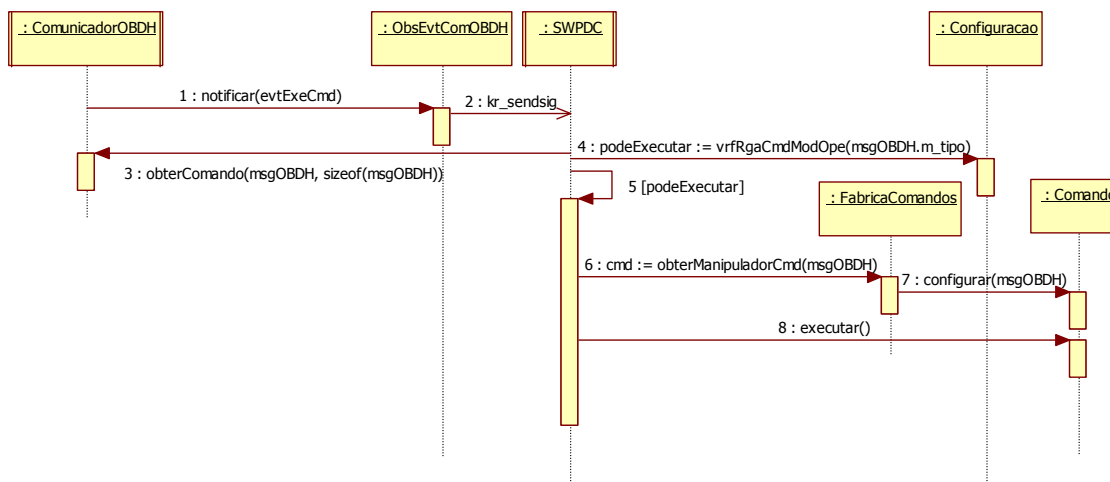 : ComunicadorOBDH
: ObsEvtComOBDH
: SWPDC
: Configuracao
1 : notificar(evtExeCmd)
2 : kr_sendsig
3 : obterComando(msgOBDH, sizeof(msgOBDH))
4 : podeExecutar := vrfRgaCmdModOpe(msgOBDH.m_tipo)
5 [podeExecutar]
: FabricaComandos
: Comando
6 : cmd := obterManipuladorCmd(msgOBDH)
7 : configurar(msgOBDH)
8 : executar()